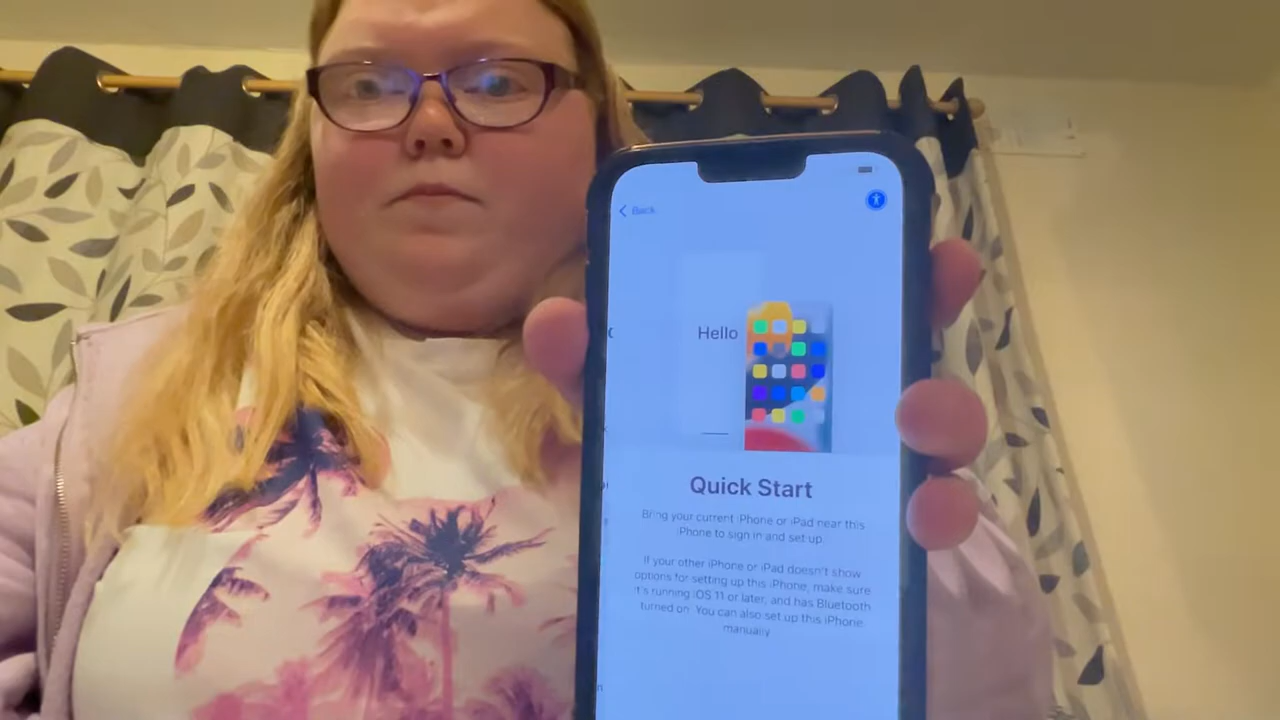 Back
Hello
Quick Start
Bring your current iPhone or iPad near this
iPhone to sign in and set up.
If your other iPhone or iPad doesn't show
options for setting up this iPhone, make sure
it's running iOS 11 or later, and has Bluetooth
turned on. You can also set up this iPhone
manually.